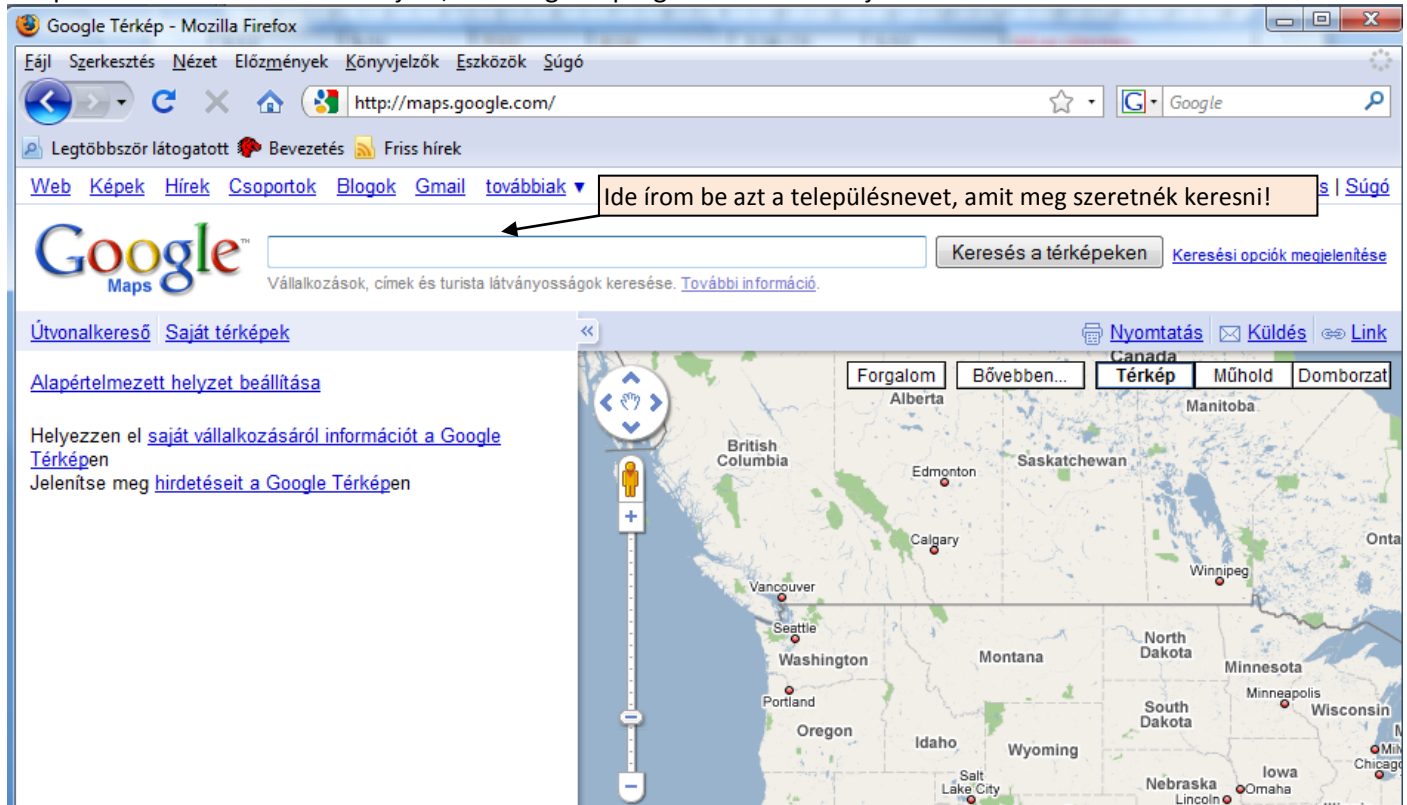 Google Térkép - Mozilla Firefox
Fájl Szerkesztés Nézet Előzmények Könyvjelzők Eszközök Súgó
http://maps.google.com/ G Google
Legtöbbször látogatott Bevezetés Friss hírek
Web Képek Hírek Csoportok Blogok Gmail továbbiak ▼ s | Súgó
Ide írom be azt a településnevet, amit meg szeretnék keresni!
Google™ Maps
Keresés a térképeken Keresési opciók megjelenítése
Vállalkozások, címek és turista látványosságok keresése. További információ.
Útvonalkereső Saját térképek « Nyomtatás Küldés Link
Alapértelmezett helyzet beállítása
Helyezzen el saját vállalkozásáról információt a Google
Térképen
Jelenítse meg hirdetéseit a Google Térképen
Canada
Forgalom Bővebben... Térkép Műhold Domborzat
Alberta
Manitoba
British
Columbia
Edmonton
Saskatchewan
Calgary
Onta
Winnipeg
Vancouver
Seattle
Washington
Montana
North
Dakota
Minnesota
Portland
Minneapolis
South
Dakota
Wisconsin
Oregon
Idaho
Wyoming
Salt
Lake City
Iowa
Chicago
Nebraska
Omaha
Lincoln